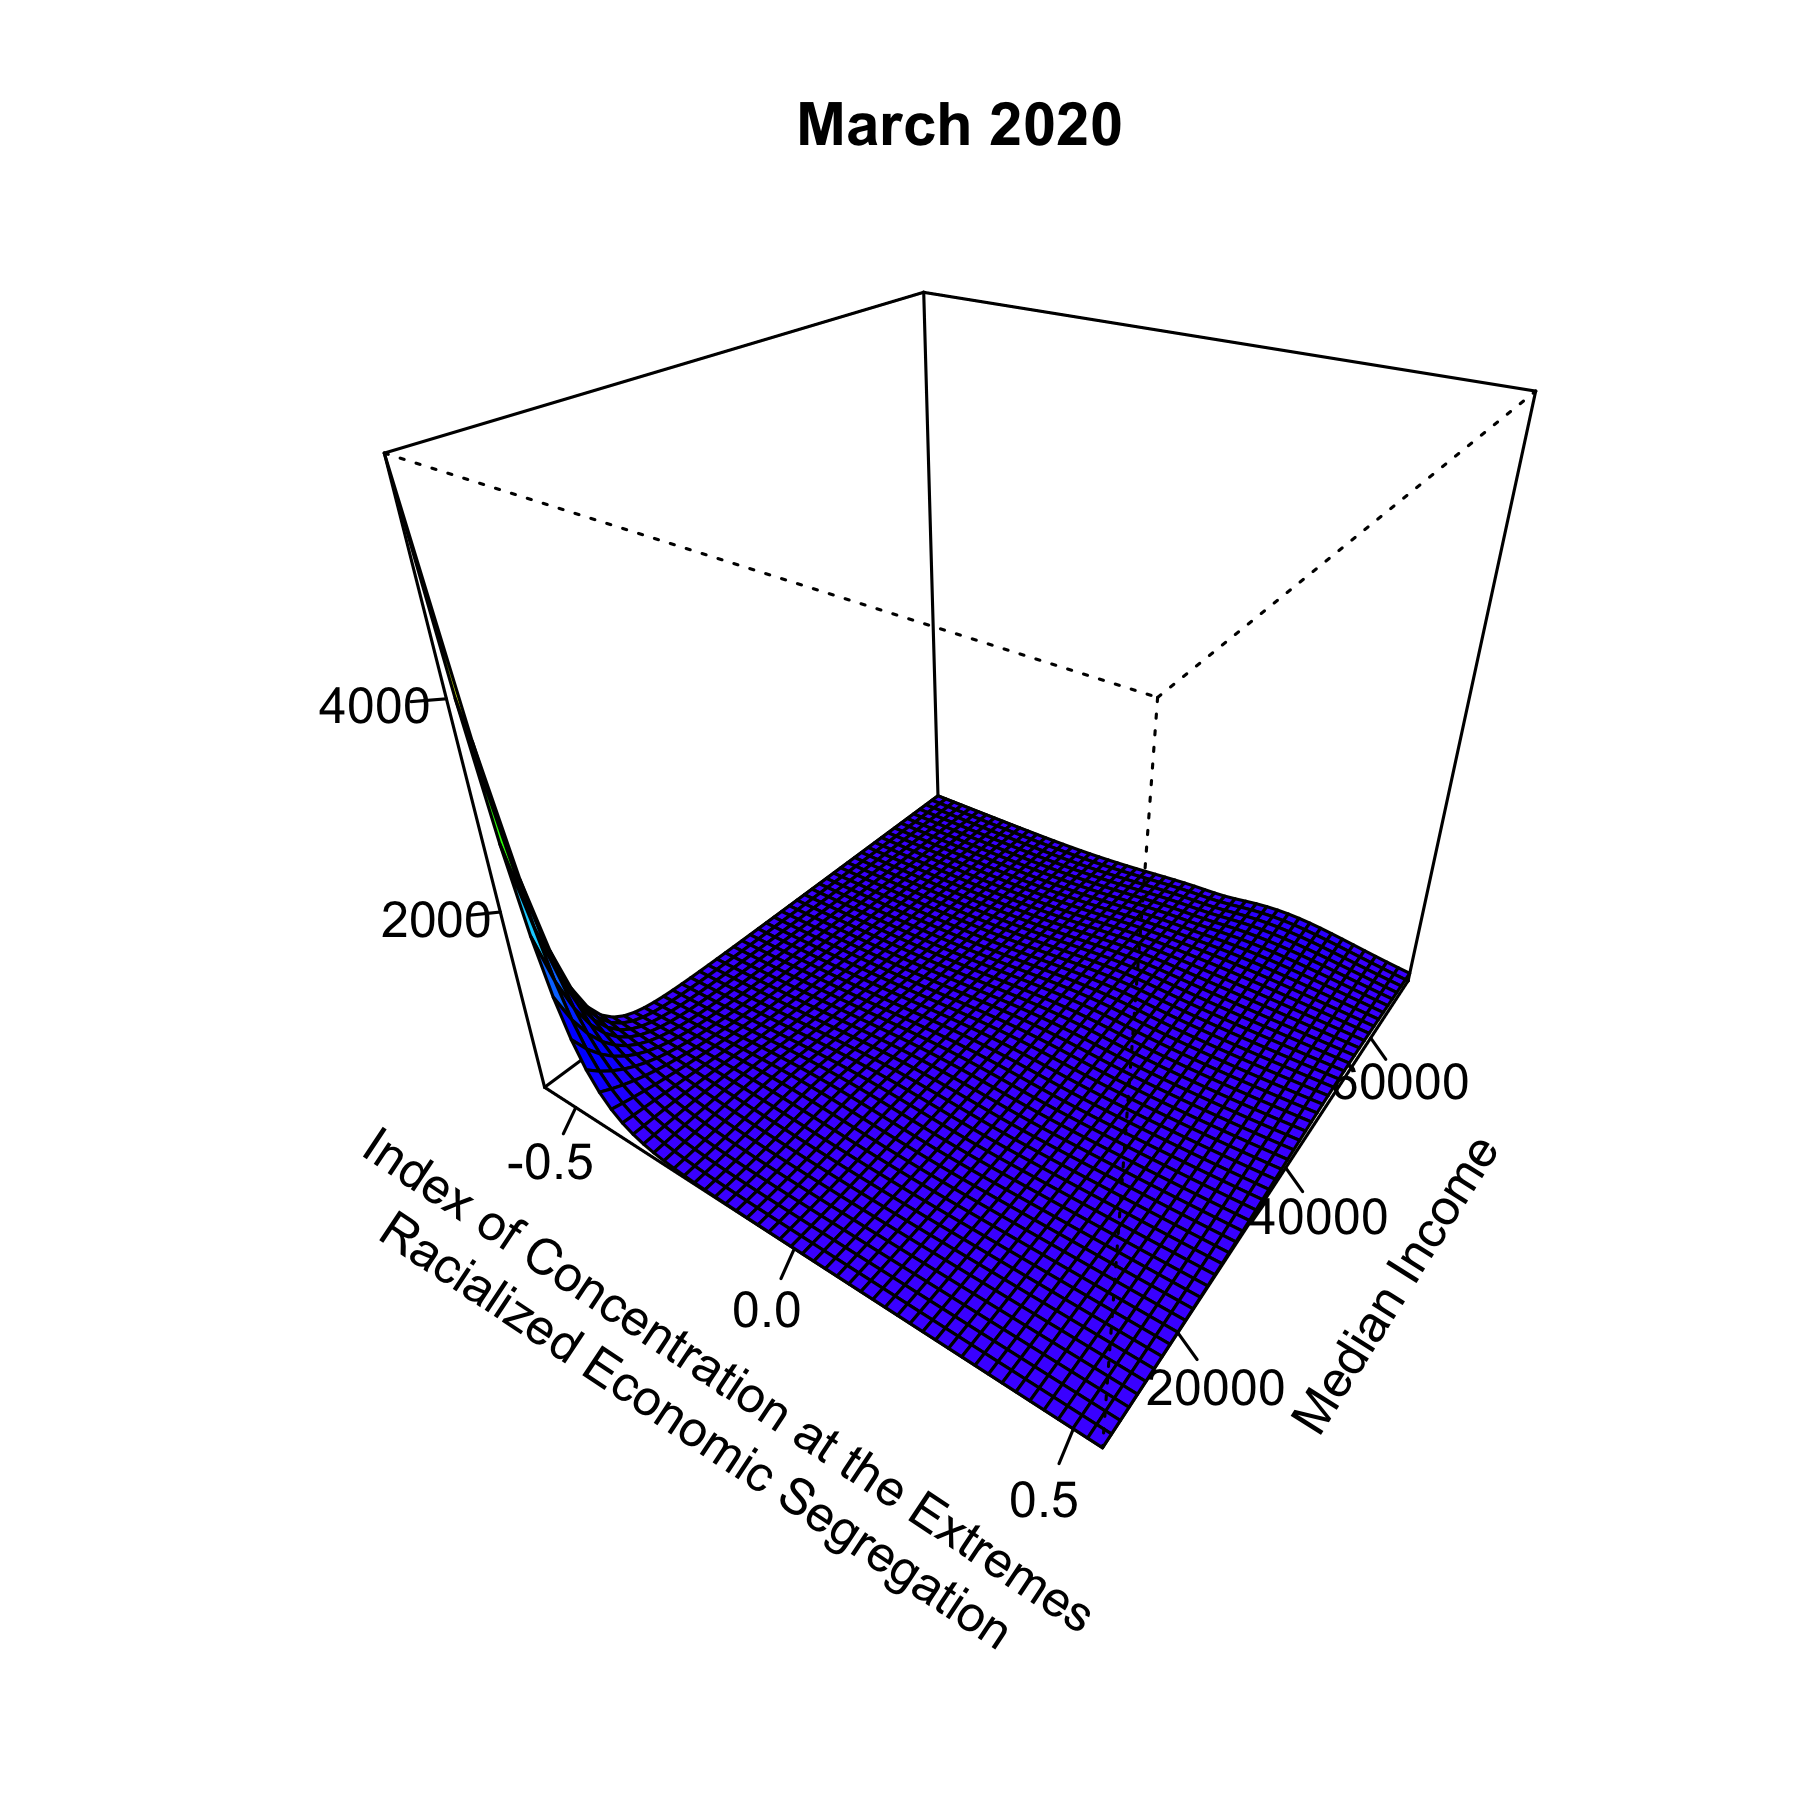 March 2020
4000
2000
-0.5
0.0
0.5
Index of Concentration at the Extremes
Racialized Economic Segregation
20000
40000
60000
Median Income